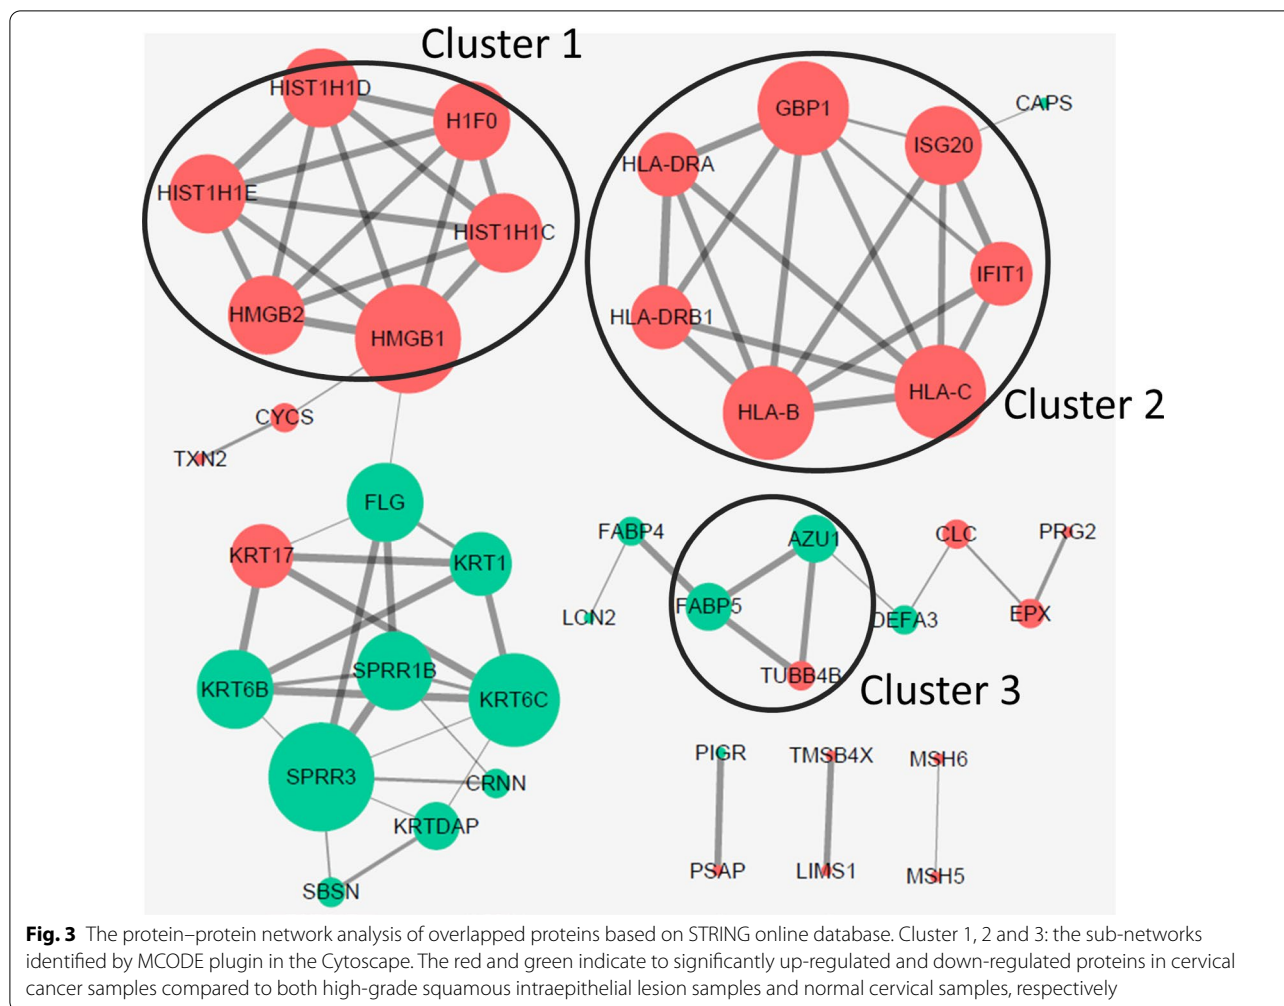 Cluster 1
HIST1H1D
H1F0
HIST1H1E
HIST1H1C
HMGB2
HMGB1
GBP1
CAPS
ISG20
HLA-DRA
IFIT1
HLA-DRB1
HLA-B
HLA-C
Cluster 2
CYCS
TXN2
FLG
KRT17
KRT1
KRT6B
SPRR1B
KRT6C
SPRR3
CRNN
KRTDAP
SBSN
FABP4
AZU1
CLC
PRG2
LCN2
FABP5
DEFA3
EPX
TUBB4B
Cluster 3
PIGR
TMSB4X
MSH6
PSAP
LIMS1
MSH5
Fig. 3 The protein–protein network analysis of overlapped proteins based on STRING online database. Cluster 1, 2 and 3: the sub-networks
identified by MCODE plugin in the Cytoscape. The red and green indicate to significantly up-regulated and down-regulated proteins in cervical
cancer samples compared to both high-grade squamous intraepithelial lesion samples and normal cervical samples, respectively